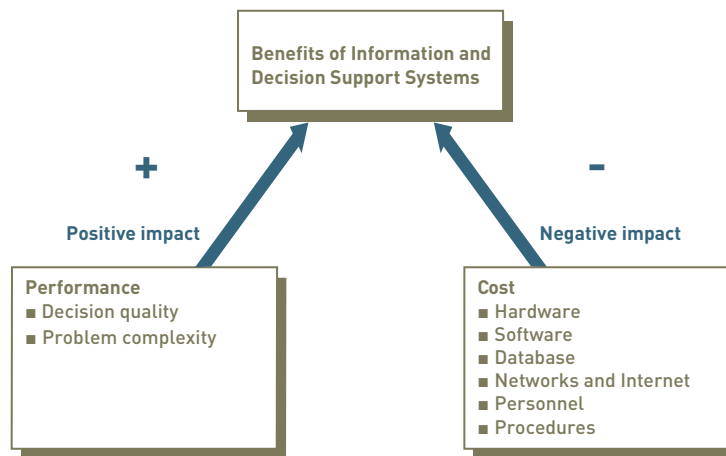 Benefits of Information and
Decision Support Systems
+
-
Positive impact
Negative impact
Performance
■ Decision quality
■ Problem complexity
Cost
■ Hardware
■ Software
■ Database
■ Networks and Internet
■ Personnel
■ Procedures